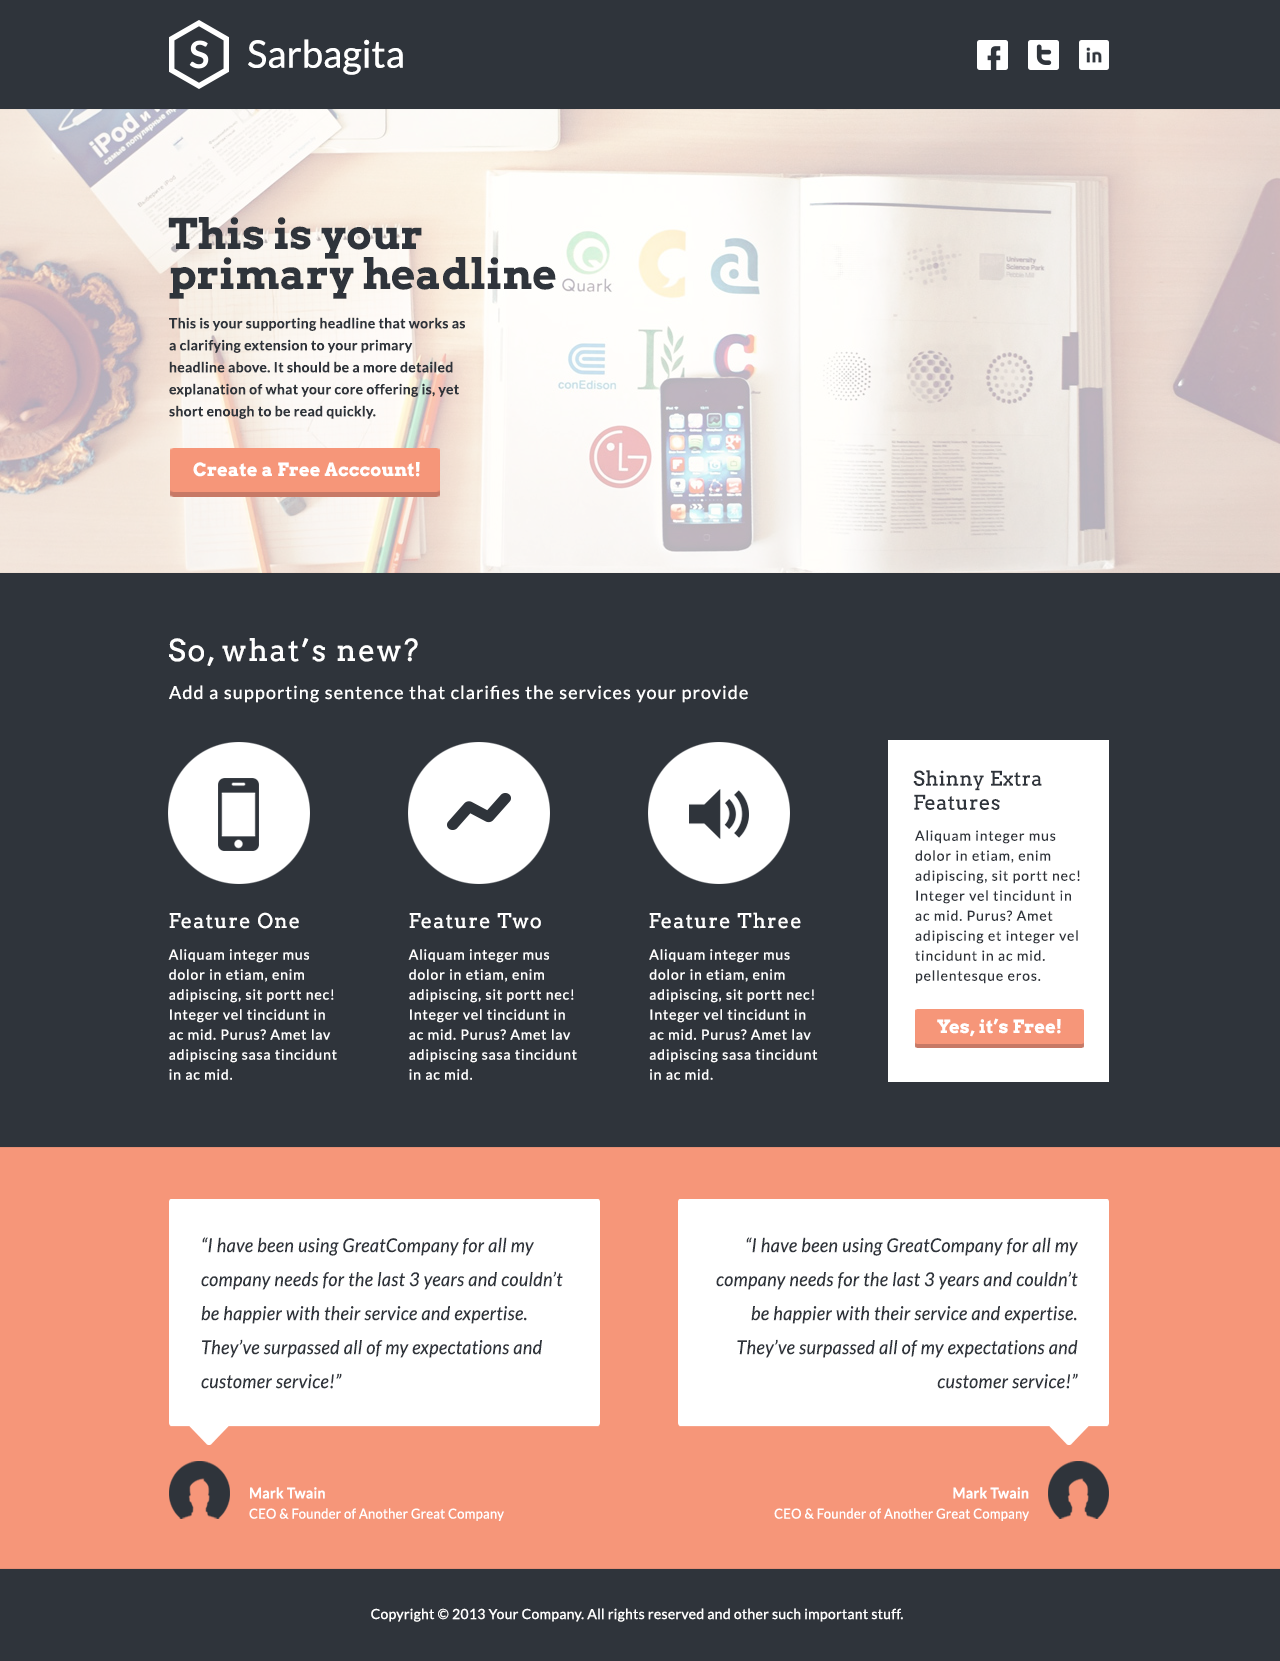 S Sarbagita
in
iPod и
самые популярные
This is your
primary headline
Quark
University
Science Park
conEdison
LG
This is your supporting headline that works as
a clarifying extension to your primary
headline above. It should be a more detailed
explanation of what your core offering is, yet
short enough to be read quickly.
Create a Free Acccount!
So, what’s new?
Add a supporting sentence that clarifies the services your provide
Feature One
Aliquam integer mus
dolor in etiam, enim
adipiscing, sit portt nec!
Integer vel tincidunt in
ac mid. Purus? Amet lav
adipiscing sasa tincidunt
in ac mid.
Feature Two
Aliquam integer mus
dolor in etiam, enim
adipiscing, sit portt nec!
Integer vel tincidunt in
ac mid. Purus? Amet lav
adipiscing sasa tincidunt
in ac mid.
Feature Three
Aliquam integer mus
dolor in etiam, enim
adipiscing, sit portt nec!
Integer vel tincidunt in
ac mid. Purus? Amet lav
adipiscing sasa tincidunt
in ac mid.
Shinny Extra
Features
Aliquam integer mus
dolor in etiam, enim
adipiscing, sit portt nec!
Integer vel tincidunt in
ac mid. Purus? Amet
adipiscing et integer vel
tincidunt in ac mid.
pellentesque eros.
Yes, it’s Free!
“I have been using GreatCompany for all my
company needs for the last 3 years and couldn’t
be happier with their service and expertise.
They’ve surpassed all of my expectations and
customer service!”
Mark Twain
CEO & Founder of Another Great Company
“I have been using GreatCompany for all my
company needs for the last 3 years and couldn’t
be happier with their service and expertise.
They’ve surpassed all of my expectations and
customer service!”
Mark Twain
CEO & Founder of Another Great Company
Copyright © 2013 Your Company. All rights reserved and other such important stuff.